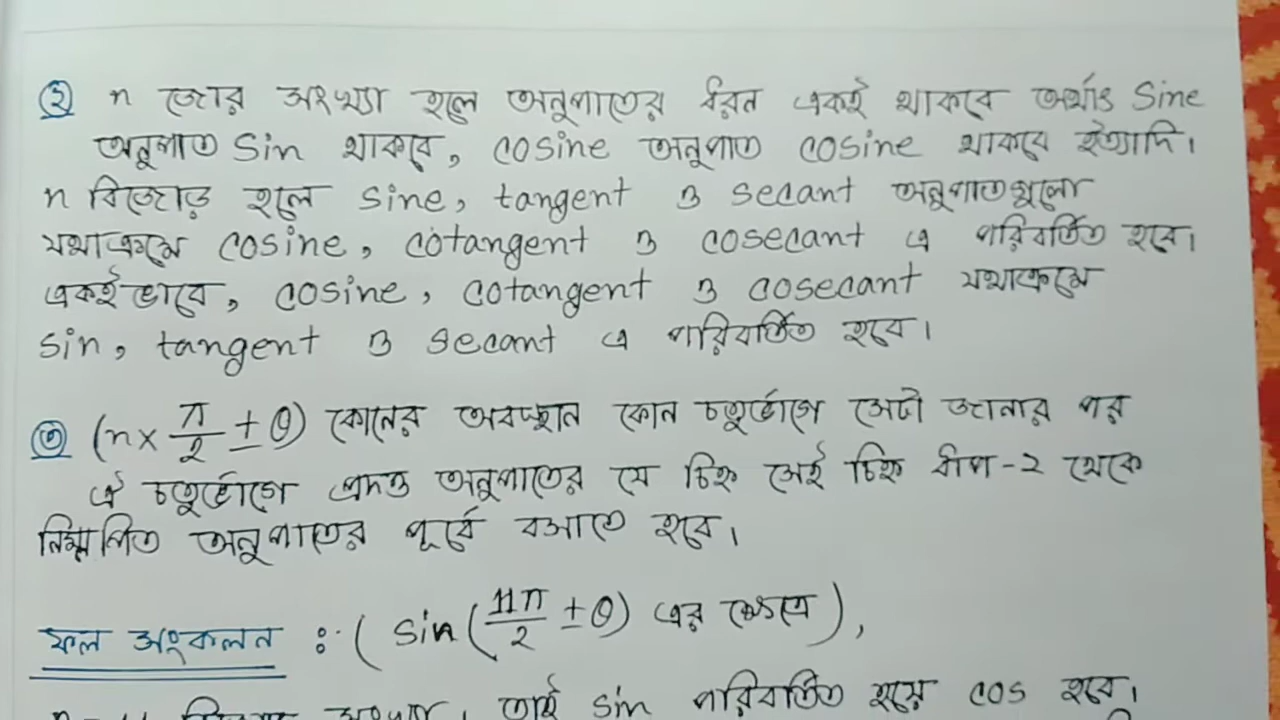 ② n জোর সংখ্যা হলে অনুপাতের ধরন একই থাকবে অর্থাৎ Sine
অনুপাত Sin থাকবে, cosine অনুপাত cosine থাকবে ইত্যাদি।
n বিজোড় হলে sine, tangent ও secant অনুপাতগুলো
যথাক্রমে cosine, cotangent ও cosecant এ পরিবর্তিত হবে।
একইভাবে, cosine, cotangent ও cosecant যথাক্রমে
sin, tangent ও secant এ পরিবর্তিত হবে।
③ (n × π/2 ± θ) কোনের অবস্থান কোন চতুর্ভাগে সেটা জানার পর
ঐ চতুর্ভাগে প্রদত্ত অনুপাতের যে চিহ্ন সেই চিহ্ন ধাপ-২ থেকে
অনুপাতের পূর্বে বসাতে হবে।
ফল সংকলন :- ( sin (11π/2 ± θ) এর ক্ষেত্রে ),
তাই sin পরিবর্তিত হয়ে cos হবে।